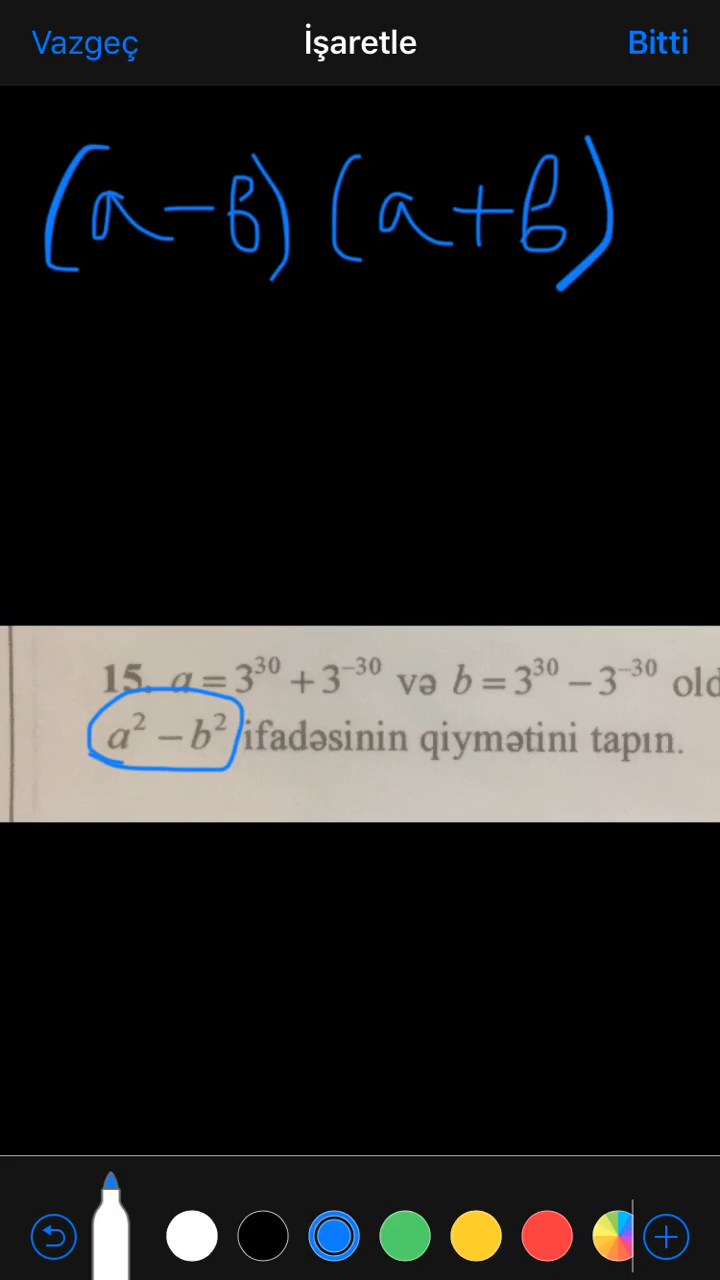 Vazgeç İşaretle Bitti
(a-b) (a+b)
15. a = 3³⁰ + 3⁻³⁰ və b = 3³⁰ – 3⁻³⁰ old
a² – b² ifadəsinin qiymətini tapın.